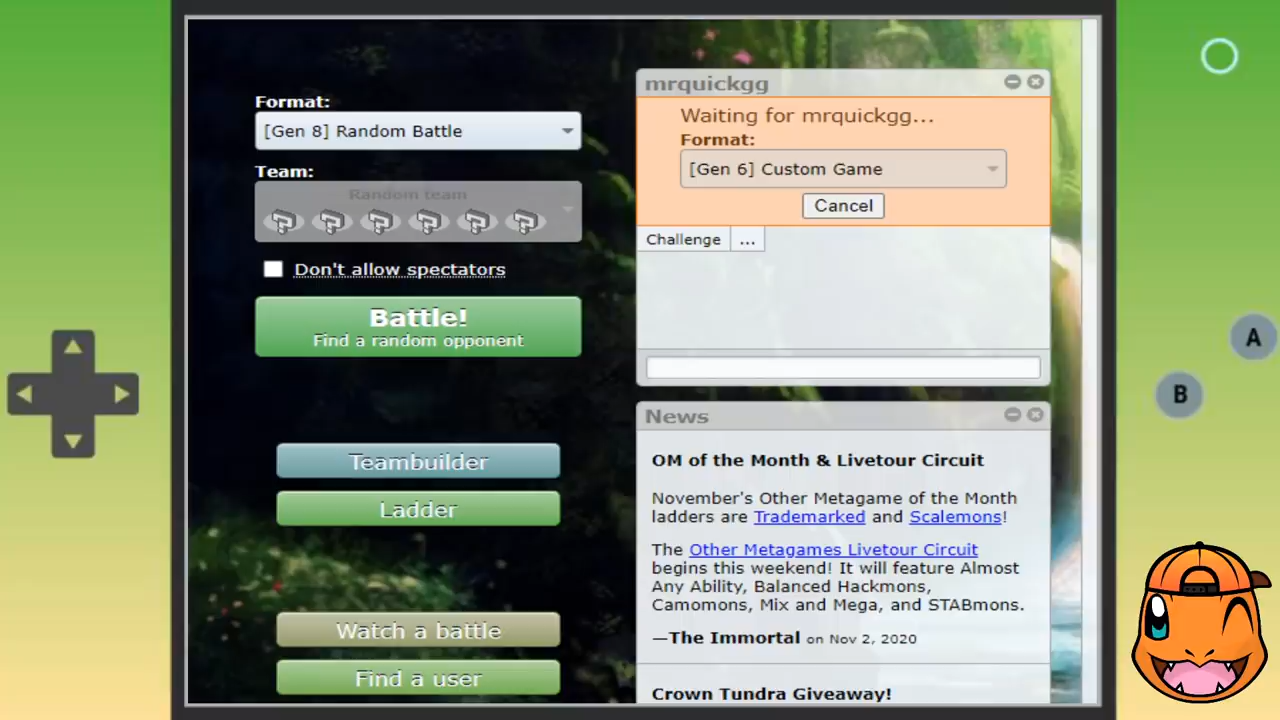 Format:
[Gen 8] Random Battle
Team:
Random team
Don't allow spectators
Battle!
Find a random opponent
Teambuilder
Ladder
Watch a battle
Find a user
mrquickgg
Waiting for mrquickgg...
Format:
[Gen 6] Custom Game
Cancel
Challenge ...
News
OM of the Month & Livetour Circuit
November's Other Metagame of the Month
ladders are Trademarked and Scalemons!
The Other Metagames Livetour Circuit
begins this weekend! It will feature Almost
Any Ability, Balanced Hackmons,
Camomons, Mix and Mega, and STABmons.
—The Immortal on Nov 2, 2020
Crown Tundra Giveaway!
A
B